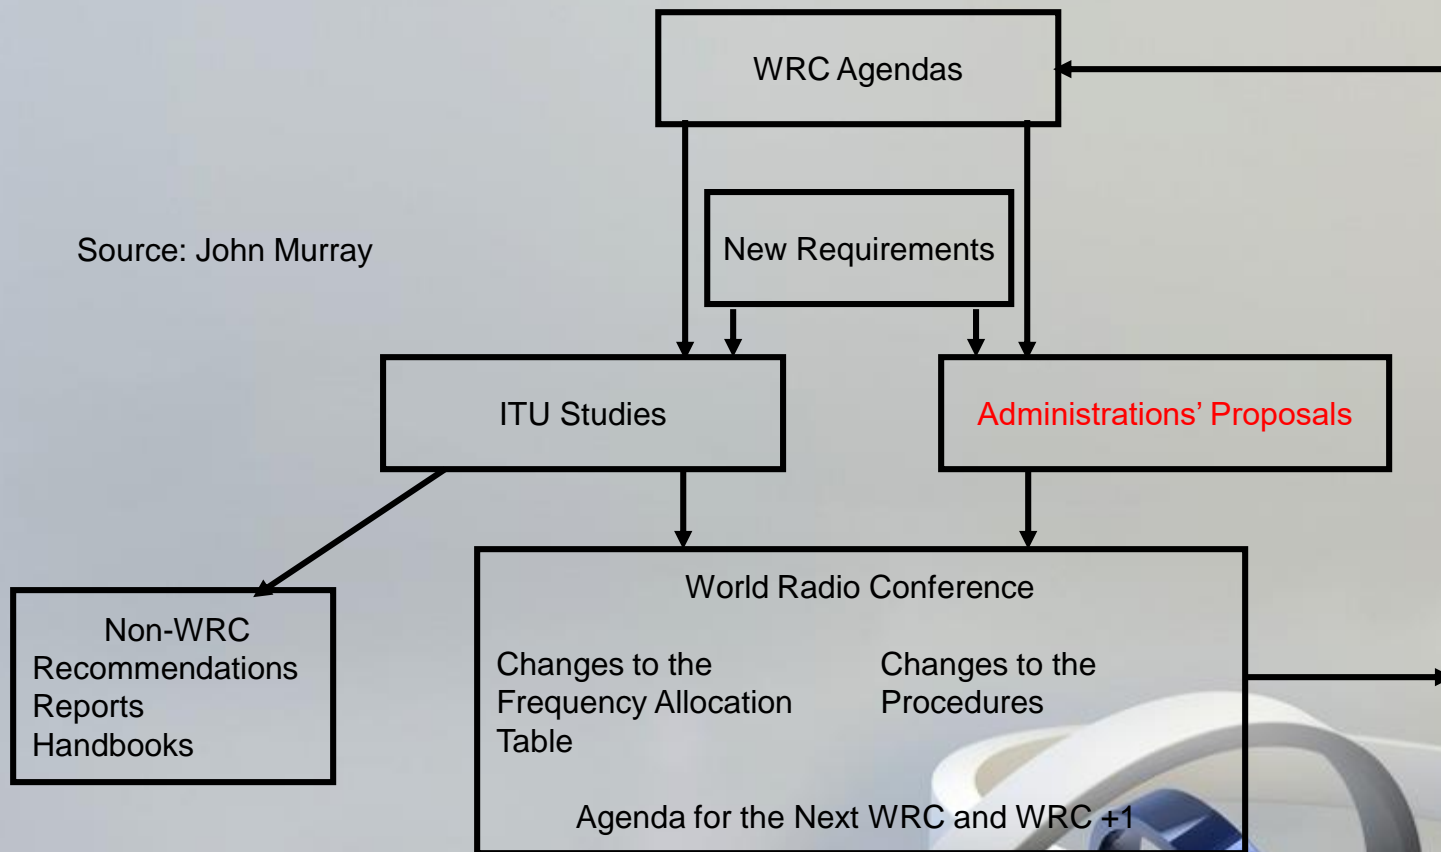 WRC Agendas
New Requirements
Source: John Murray
ITU Studies
Administrations’ Proposals
Non-WRC
Recommendations
Reports
Handbooks
World Radio Conference
Changes to the
Frequency Allocation
Table
Changes to the
Procedures
Agenda for the Next WRC and WRC +1